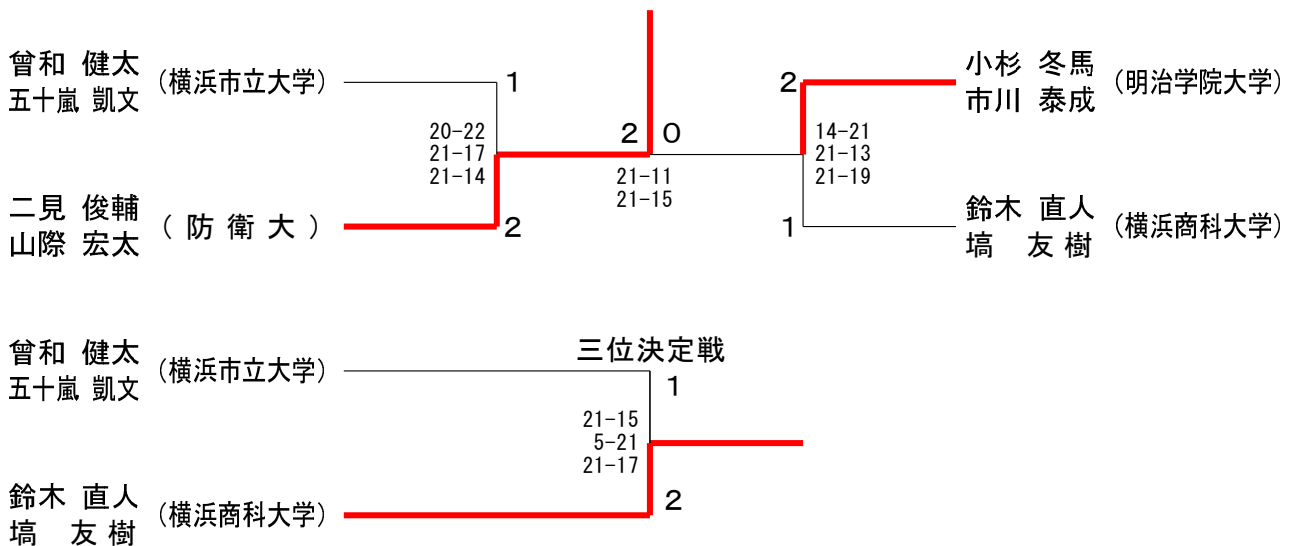 曾和 健太
五十嵐 凱文
(横浜市立大学)
1
20-22
21-17
21-14
二見 俊輔
山際 宏太
(防衛大)
2
2 0
21-11
21-15
小杉 冬馬
市川 泰成
(明治学院大学)
2
14-21
21-13
21-19
鈴木 直人
塙 友樹
(横浜商科大学)
1
三位決定戦
曾和 健太
五十嵐 凱文
(横浜市立大学)
1
21-15
5-21
21-17
鈴木 直人
塙 友樹
(横浜商科大学)
2